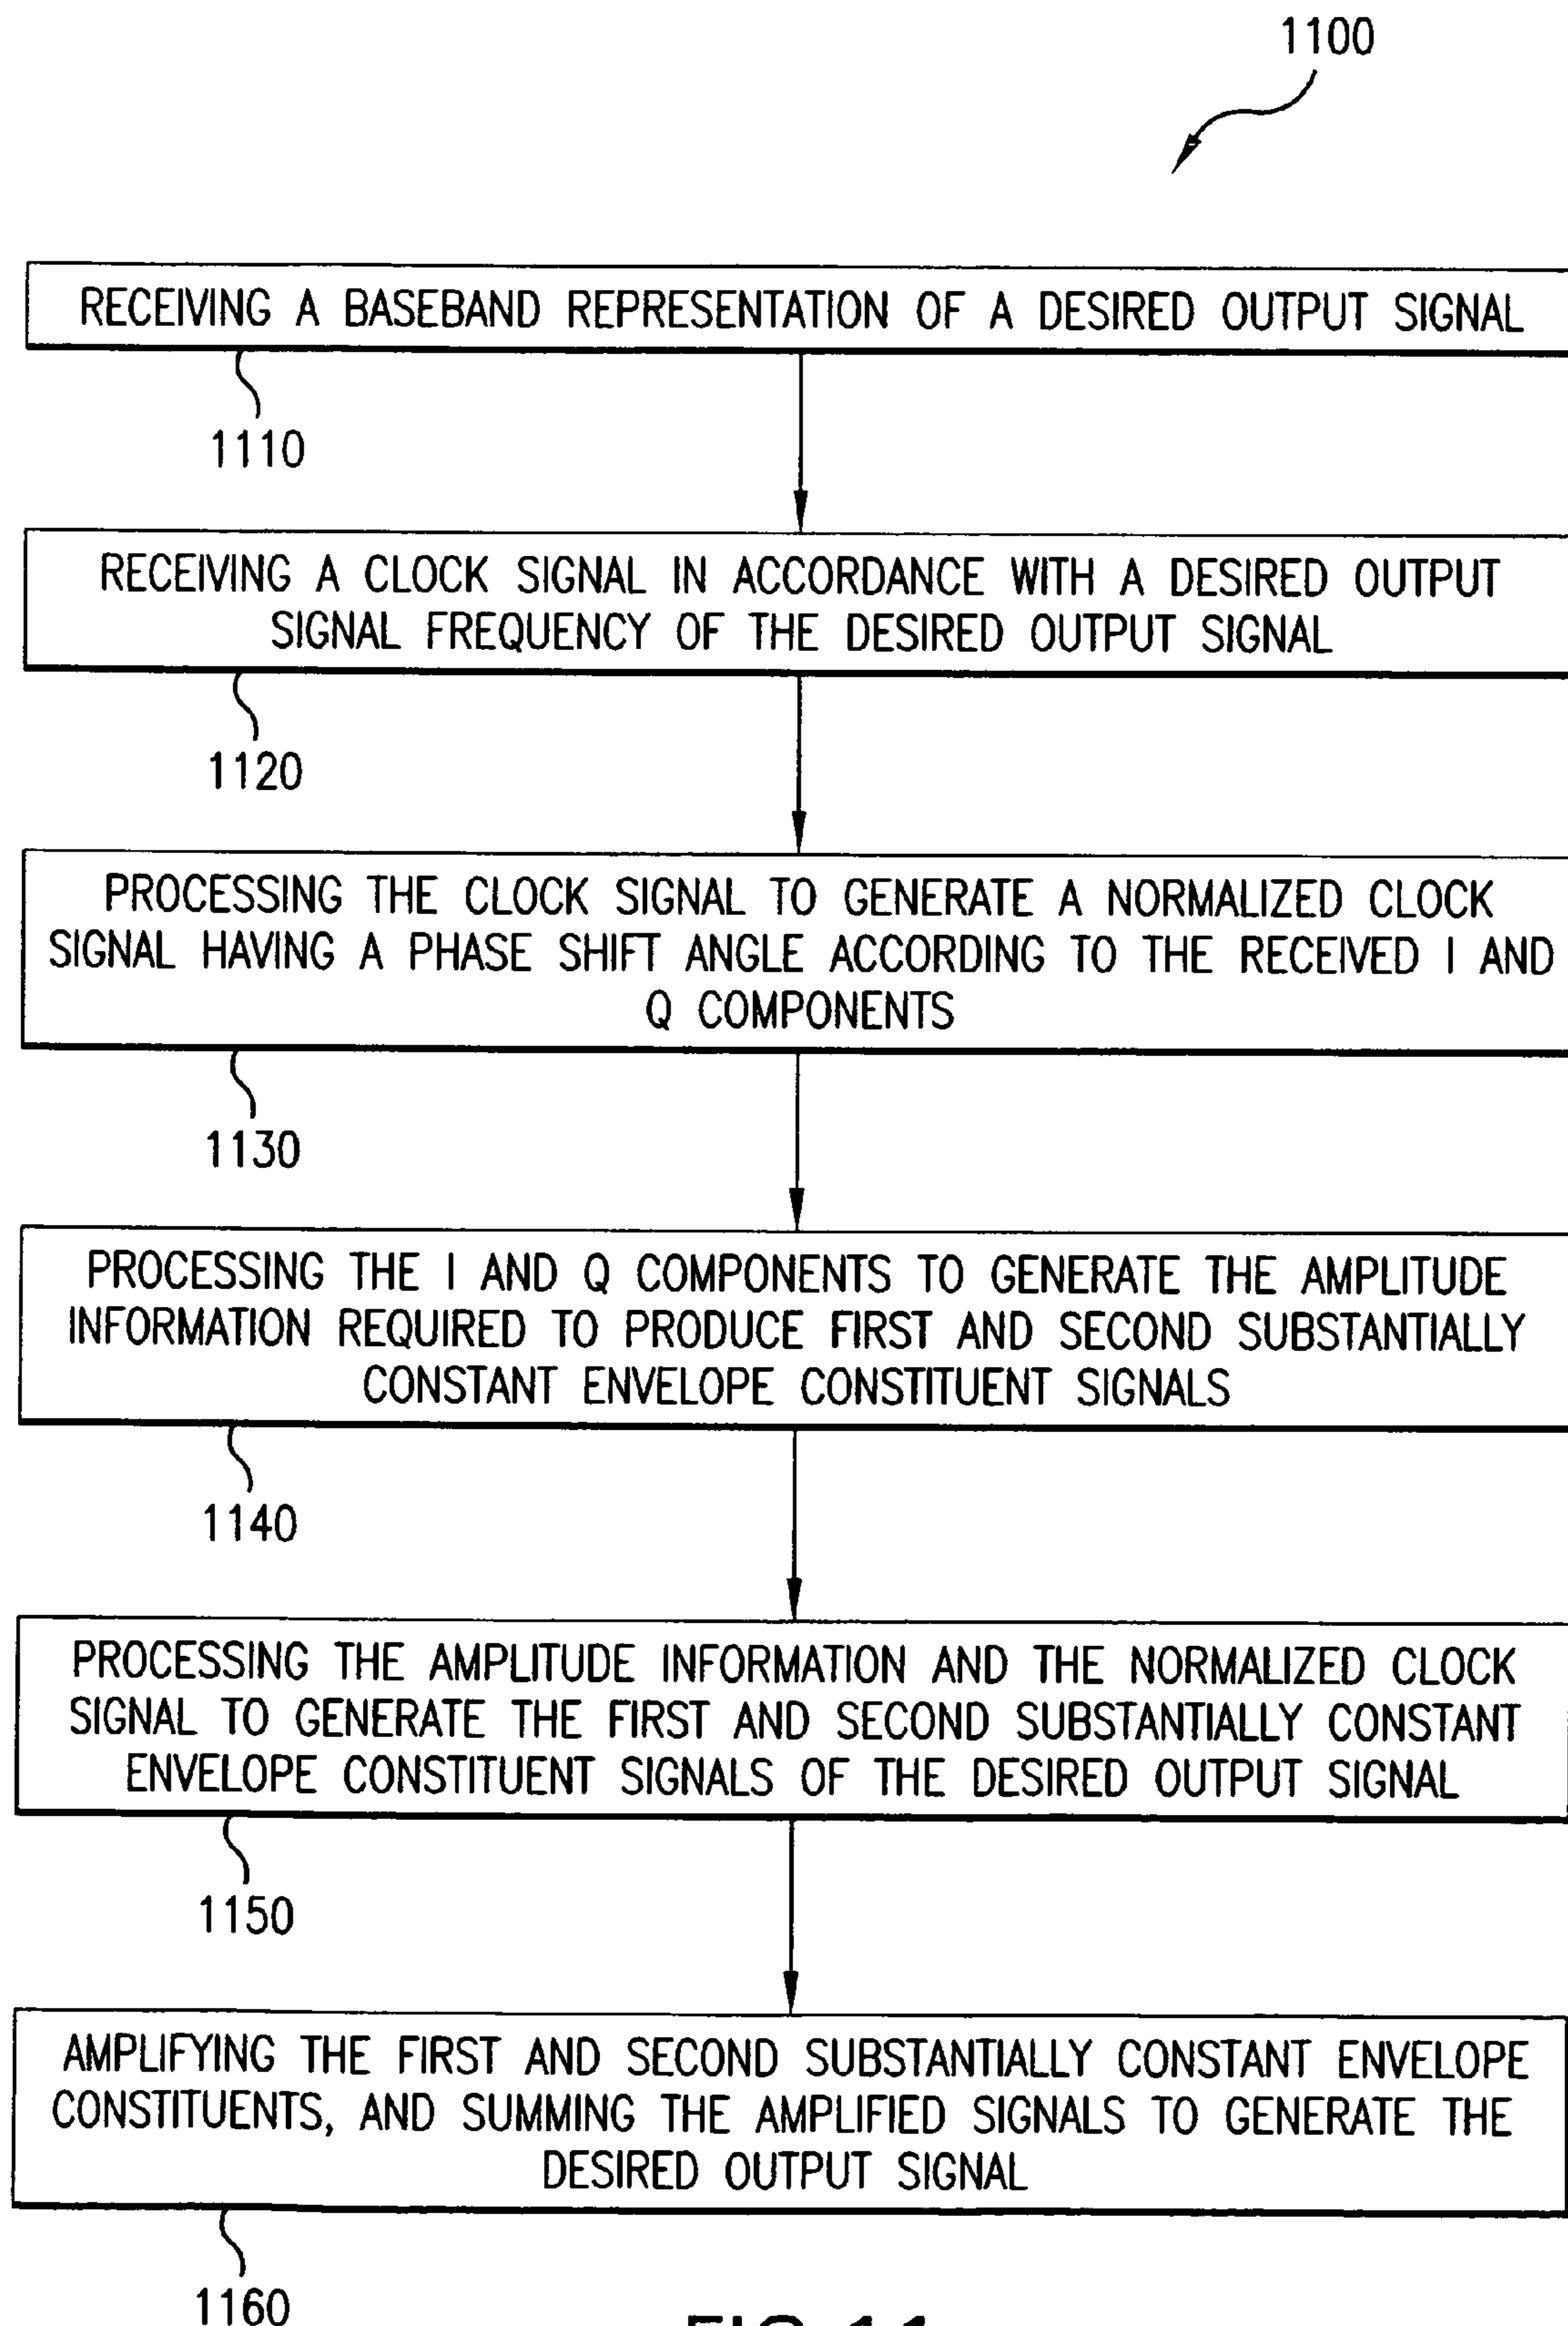 1100
RECEIVING A BASEBAND REPRESENTATION OF A DESIRED OUTPUT SIGNAL
1110
RECEIVING A CLOCK SIGNAL IN ACCORDANCE WITH A DESIRED OUTPUT
SIGNAL FREQUENCY OF THE DESIRED OUTPUT SIGNAL
1120
PROCESSING THE CLOCK SIGNAL TO GENERATE A NORMALIZED CLOCK
SIGNAL HAVING A PHASE SHIFT ANGLE ACCORDING TO THE RECEIVED I AND
Q COMPONENTS
1130
PROCESSING THE I AND Q COMPONENTS TO GENERATE THE AMPLITUDE
INFORMATION REQUIRED TO PRODUCE FIRST AND SECOND SUBSTANTIALLY
CONSTANT ENVELOPE CONSTITUENT SIGNALS
1140
PROCESSING THE AMPLITUDE INFORMATION AND THE NORMALIZED CLOCK
SIGNAL TO GENERATE THE FIRST AND SECOND SUBSTANTIALLY CONSTANT
ENVELOPE CONSTITUENT SIGNALS OF THE DESIRED OUTPUT SIGNAL
1150
AMPLIFYING THE FIRST AND SECOND SUBSTANTIALLY CONSTANT ENVELOPE
CONSTITUENTS, AND SUMMING THE AMPLIFIED SIGNALS TO GENERATE THE
DESIRED OUTPUT SIGNAL
1160